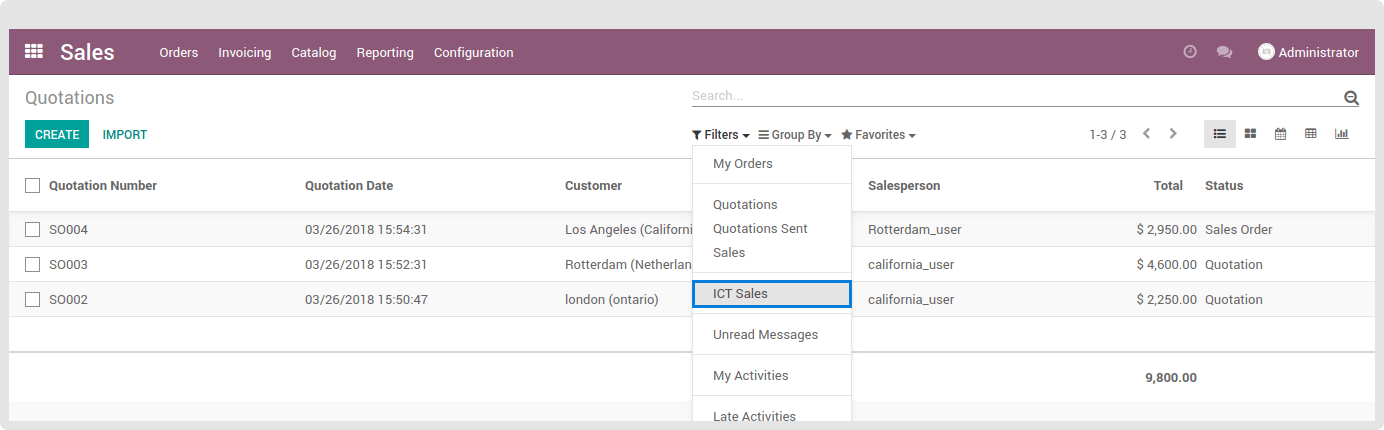 Sales Orders Invoicing Catalog Reporting Configuration Administrator
Quotations Search...
CREATE IMPORT Filters Group By Favorites 1-3 / 3
My Orders
Quotation Number Quotation Date Customer Salesperson Total Status
Quotations
SO004 03/26/2018 15:54:31 Los Angeles (Californi Rotterdam_user $ 2,950.00 Sales Order
Quotations Sent
Sales
SO003 03/26/2018 15:52:31 Rotterdam (Netherlan california_user $ 4,600.00 Quotation
ICT Sales
SO002 03/26/2018 15:50:47 london (ontario) california_user $ 2,250.00 Quotation
Unread Messages
My Activities
9,800.00
Late Activities